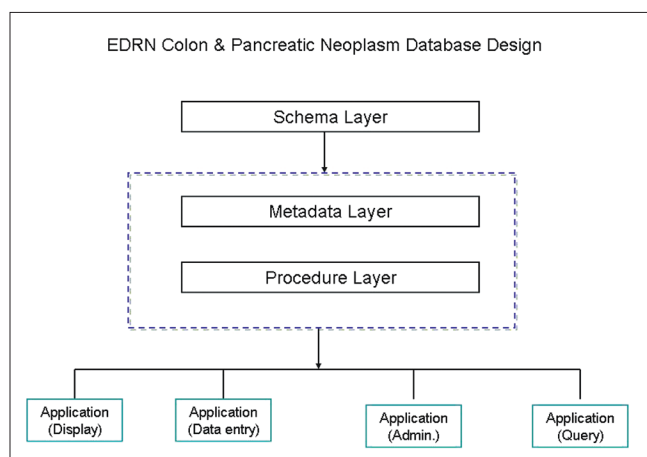 EDRN Colon & Pancreatic Neoplasm Database Design
Schema Layer
Metadata Layer
Procedure Layer
Application
(Display)
Application
(Data entry)
Application
(Admin.)
Application
(Query)